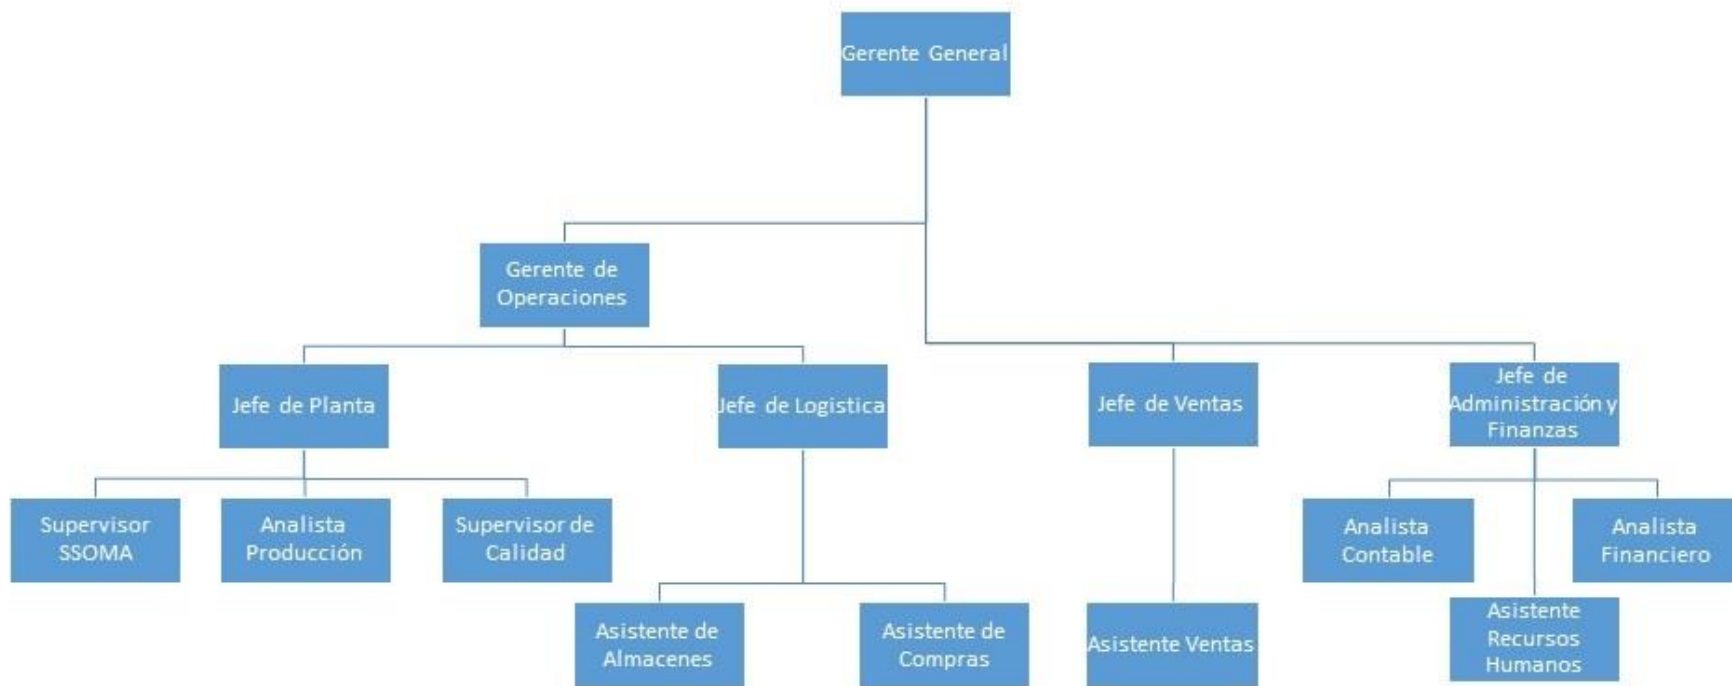 Gerente General
Gerente de
Operaciones
Jefe de Planta
Jefe de Logistica
Jefe de Ventas
Jefe de
Administración y
Finanzas
Supervisor
SSOMA
Analista
Producción
Supervisor de
Calidad
Analista
Contable
Analista
Financiero
Asistente de
Almacenes
Asistente de
Compras
Asistente Ventas
Asistente
Recursos
Humanos